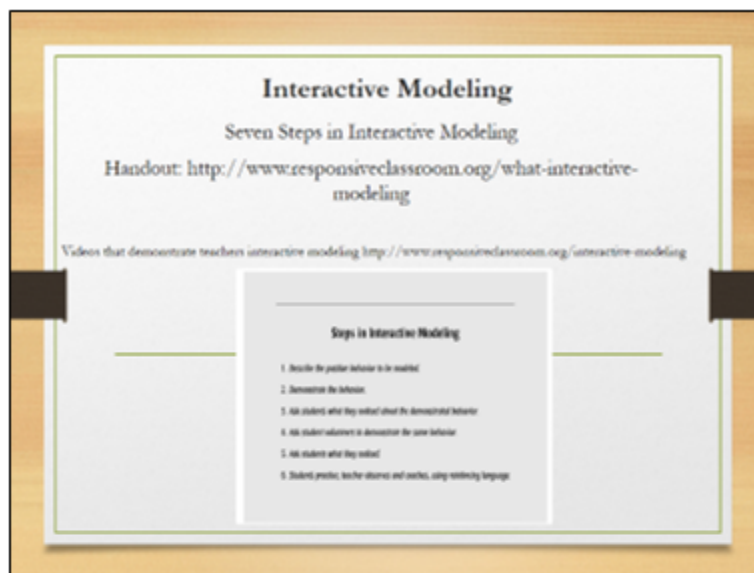 Interactive Modeling
Seven Steps in Interactive Modeling
Handout: http://www.responsiveclassroom.org/what-interactive-
modeling
Videos that demonstrate teachers interactive modeling http://www.responsiveclassroom.org/interactive-modeling
Steps in Interactive Modeling
1. Describe the positive behavior to be modeled.
2. Demonstrate the behavior.
3. Ask students what they noticed about the demonstrated behavior.
4. Ask student volunteers to demonstrate the same behavior.
5. Ask students what they noticed.
6. Students practice; teacher observes and coaches, using reinforcing language.